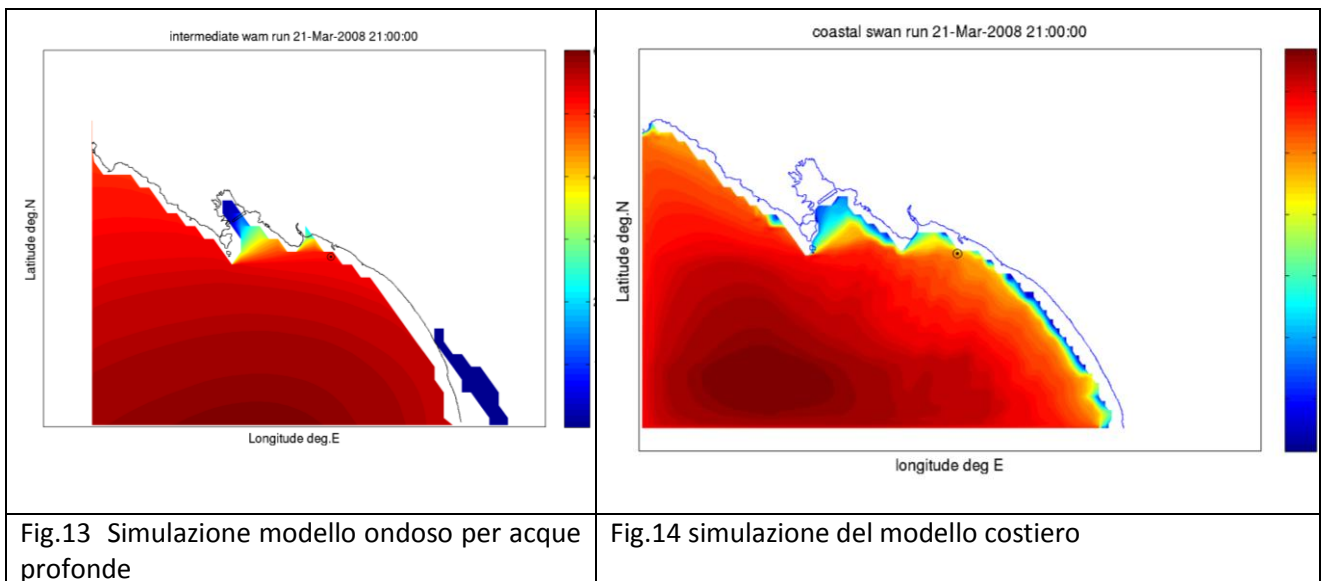 intermediate wam run 21-Mar-2008 21:00:00
Latitude deg.N
Longitude deg.E
coastal swan run 21-Mar-2008 21:00:00
Latitude deg.N
longitude deg E
Fig.13 Simulazione modello ondoso per acque
profonde
Fig.14 simulazione del modello costiero